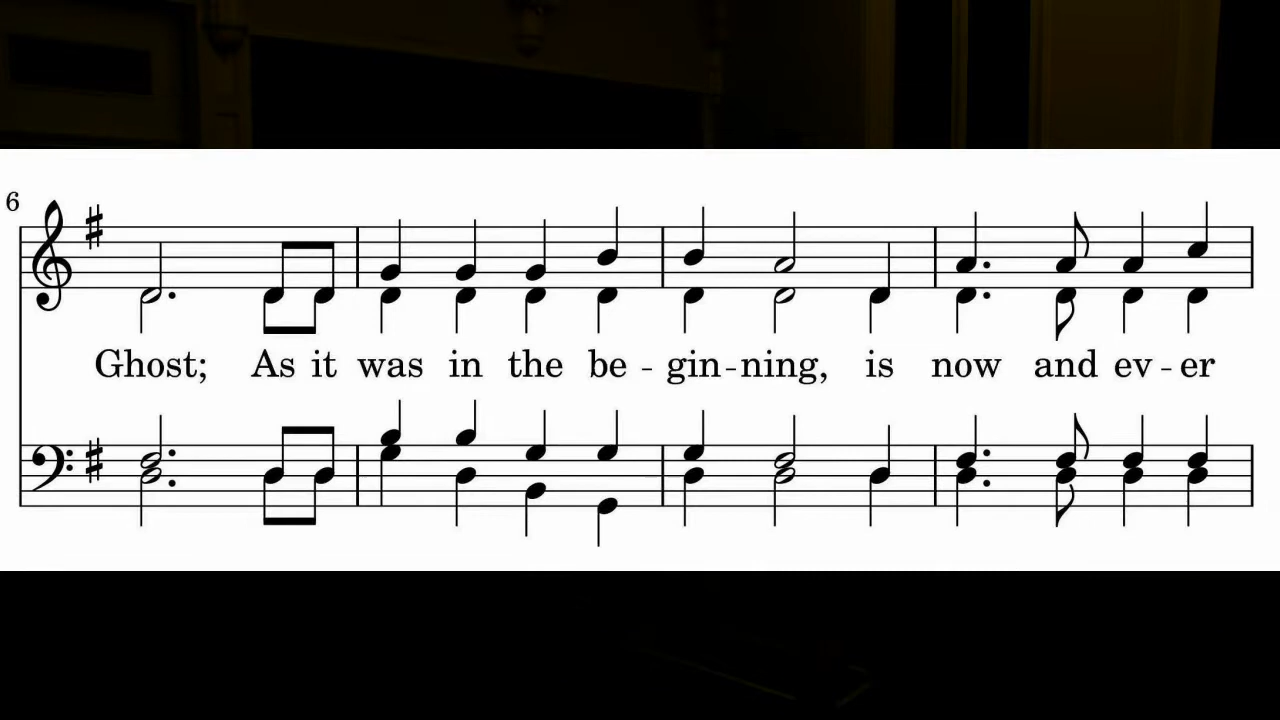 6
Ghost; As it was in the be - gin - ning, is now and ev - er